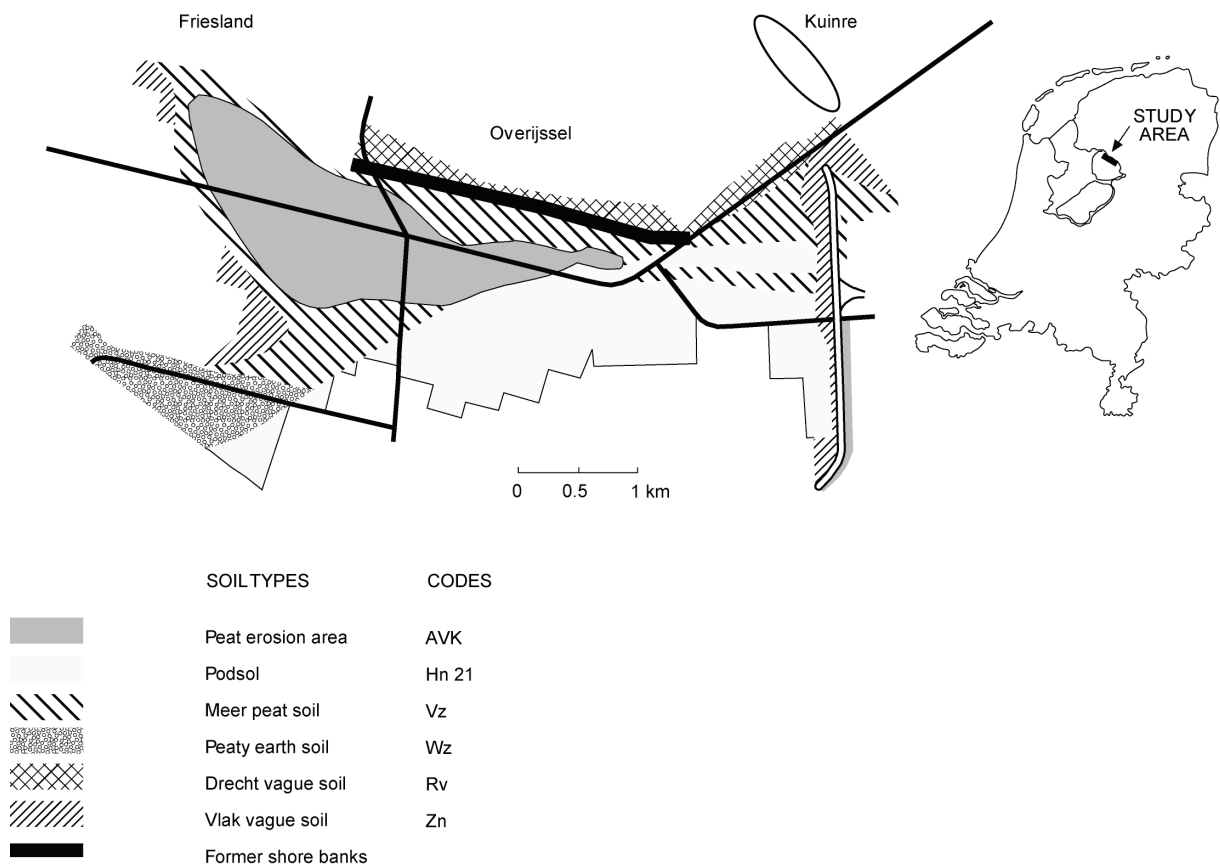 Friesland
Kuinre
Overijssel
STUDY
AREA
0 0.5 1 km
SOILTYPES CODES
Peat erosion area AVK
Podsol Hn 21
Meer peat soil Vz
Peaty earth soil Wz
Drecht vague soil Rv
Vlak vague soil Zn
Former shore banks